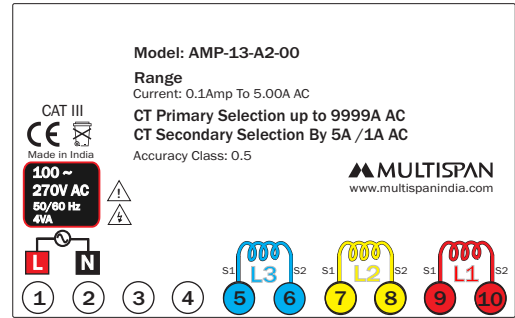 Model: AMP-13-A2-00
Range
Current: 0.1Amp To 5.00A AC
CT Primary Selection up to 9999A AC
CT Secondary Selection By 5A /1A AC
Accuracy Class: 0.5
CAT III
CE
Made in India
100 ~
270V AC
50/60 Hz
4VA
MULTISPAN
www.multispanindia.com
L N
S1 L3 S2 S1 L2 S2 S1 L1 S2
1 2 3 4 5 6 7 8 9 10